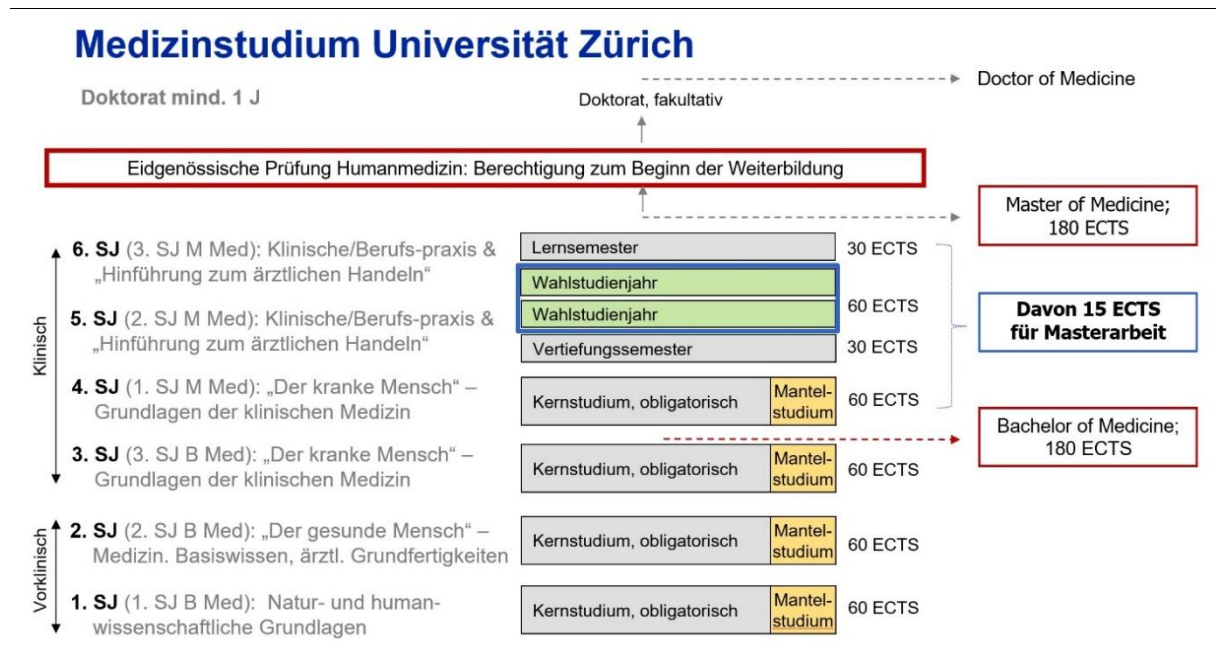 Medizinstudium Universität Zürich
Doktorat mind. 1 J
Doktorat, fakultativ
Doctor of Medicine
Eidgenössische Prüfung Humanmedizin: Berechtigung zum Beginn der Weiterbildung
Master of Medicine;
180 ECTS
Klinisch
6. SJ (3. SJ M Med): Klinische/Berufs-praxis &
„Hinführung zum ärztlichen Handeln“
Lernsemester
30 ECTS
Wahlstudienjahr
Wahlstudienjahr
60 ECTS
5. SJ (2. SJ M Med): Klinische/Berufs-praxis &
„Hinführung zum ärztlichen Handeln“
Vertiefungssemester
30 ECTS
Davon 15 ECTS
für Masterarbeit
4. SJ (1. SJ M Med): „Der kranke Mensch“ –
Grundlagen der klinischen Medizin
Kernstudium, obligatorisch
Mantel-
studium
60 ECTS
Bachelor of Medicine;
180 ECTS
3. SJ (3. SJ B Med): „Der kranke Mensch“ –
Grundlagen der klinischen Medizin
Kernstudium, obligatorisch
Mantel-
studium
60 ECTS
Vorklinisch
2. SJ (2. SJ B Med): „Der gesunde Mensch“ –
Medizin. Basiswissen, ärztl. Grundfertigkeiten
Kernstudium, obligatorisch
Mantel-
studium
60 ECTS
1. SJ (1. SJ B Med): Natur- und human-
wissenschaftliche Grundlagen
Kernstudium, obligatorisch
Mantel-
studium
60 ECTS